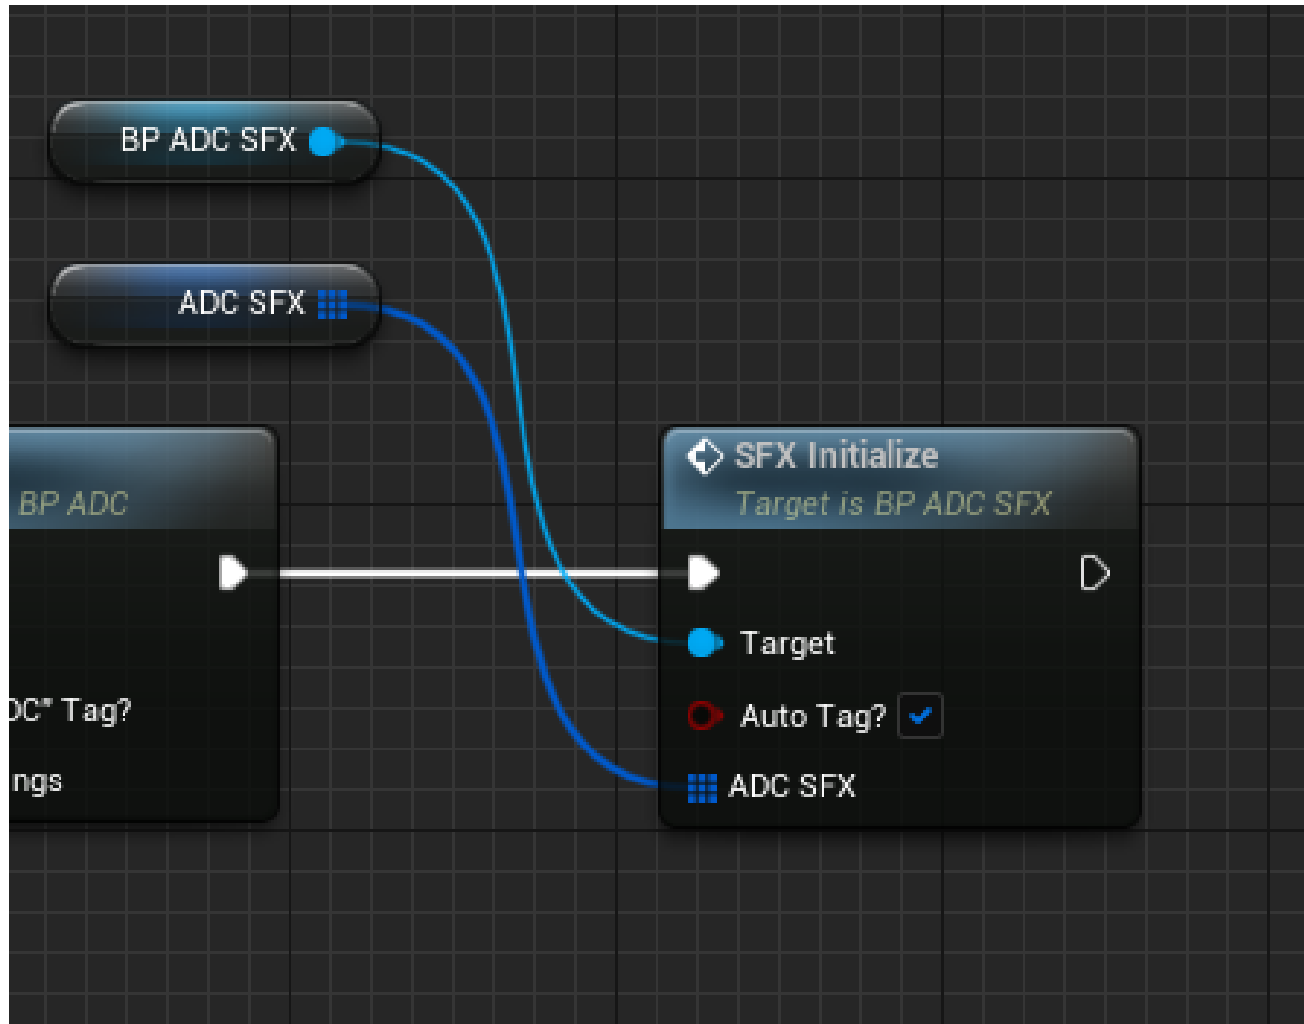 BP ADC SFX
ADC SFX
BP ADC
Tag?
SFX Initialize
Target is BP ADC SFX
Target
Auto Tag?
ADC SFX